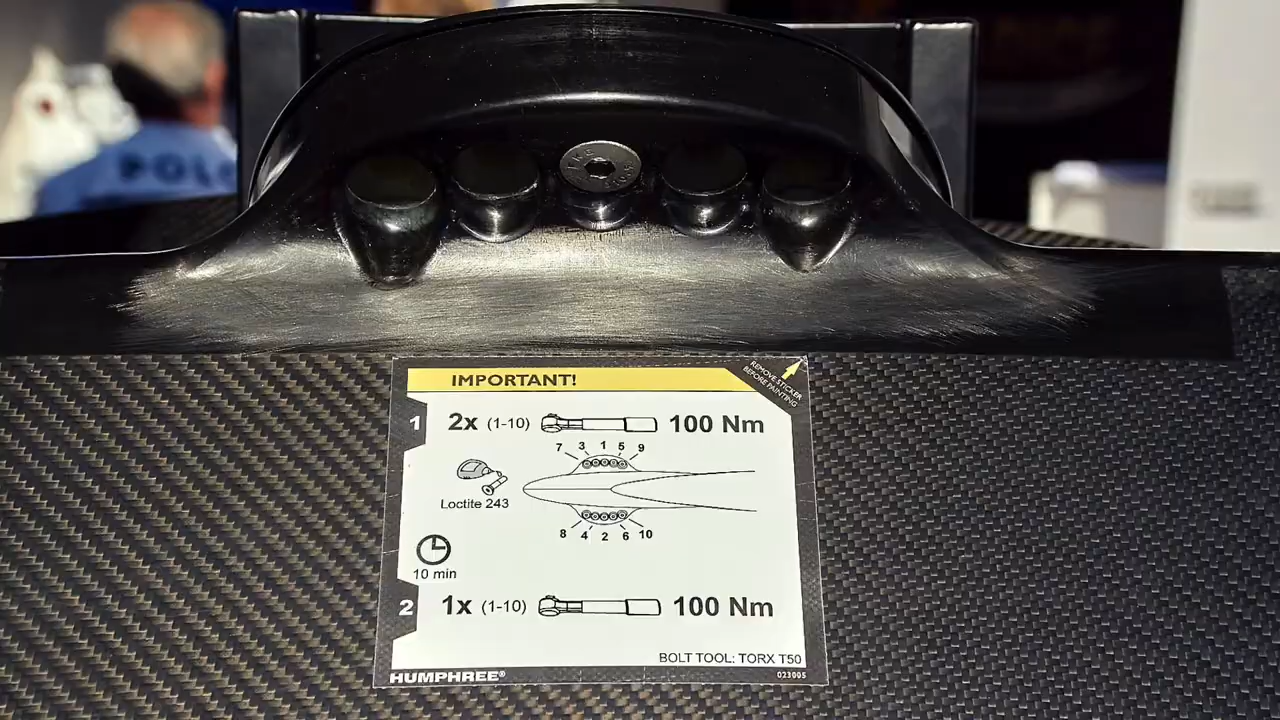 POL
IMPORTANT!
REMOVE STICKER
BEFORE PAINTING
1
2x (1-10) 100 Nm
7 3 1 5 9
Loctite 243
8 4 2 6 10
10 min
2
1x (1-10) 100 Nm
BOLT TOOL: TORX T50
HUMPHREE®
023005